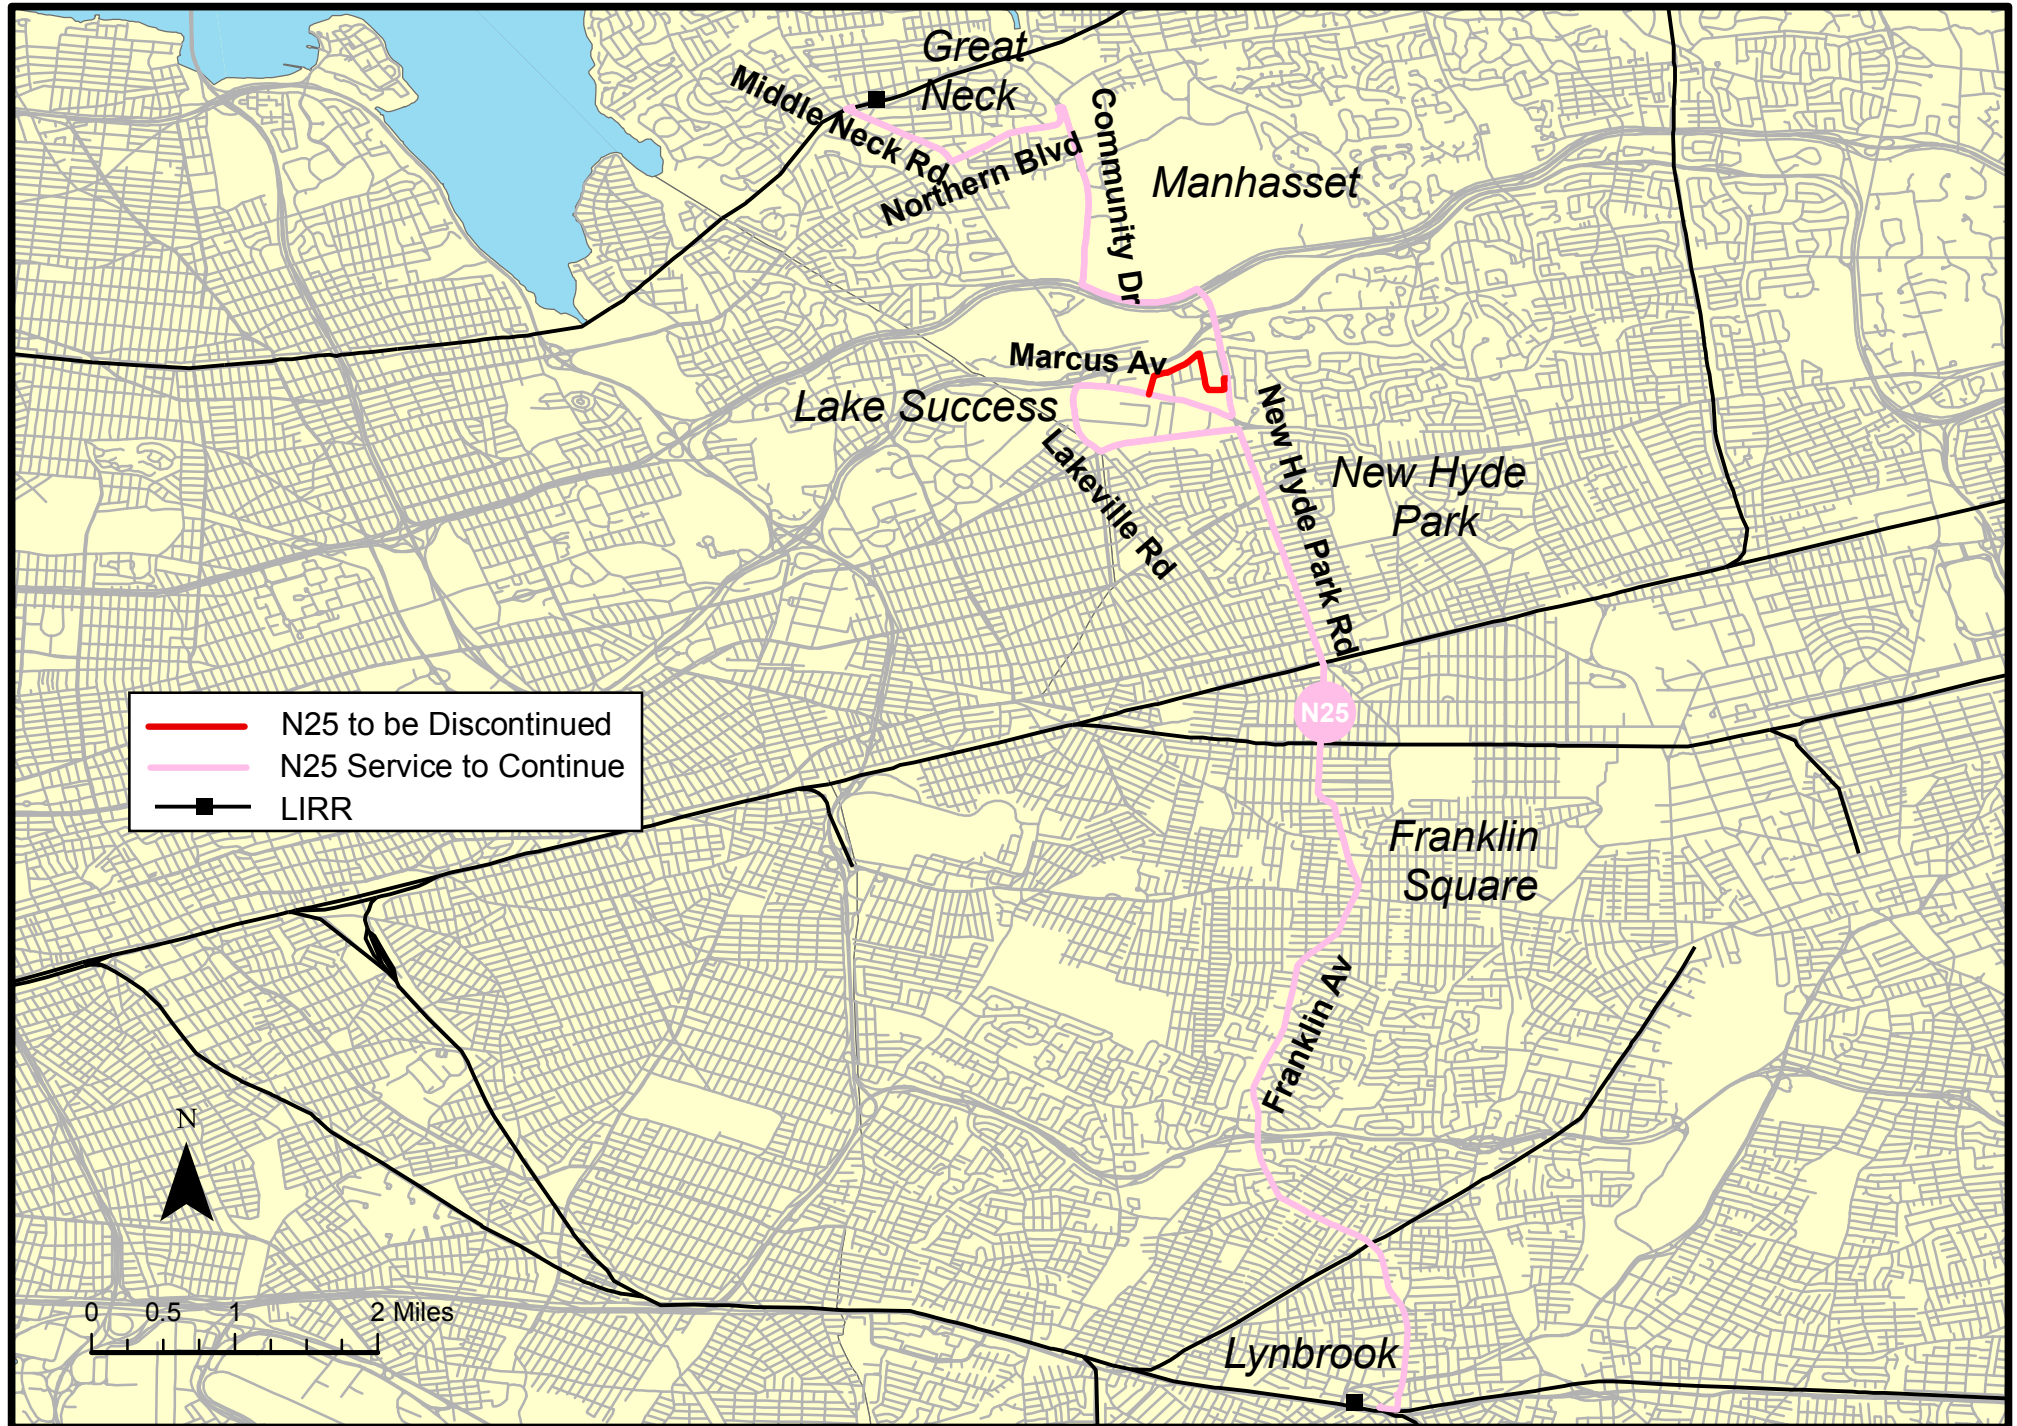 Great
Neck
Middle Neck Rd
Northern Blvd
Community Dr
Manhasset
Marcus Av
Lake Success
Lakeville Rd
New Hyde Park Rd
New Hyde
Park
N25
N25 to be Discontinued
N25 Service to Continue
LIRR
Franklin
Square
Franklin Av
N
0 0.5 1 2 Miles
Lynbrook